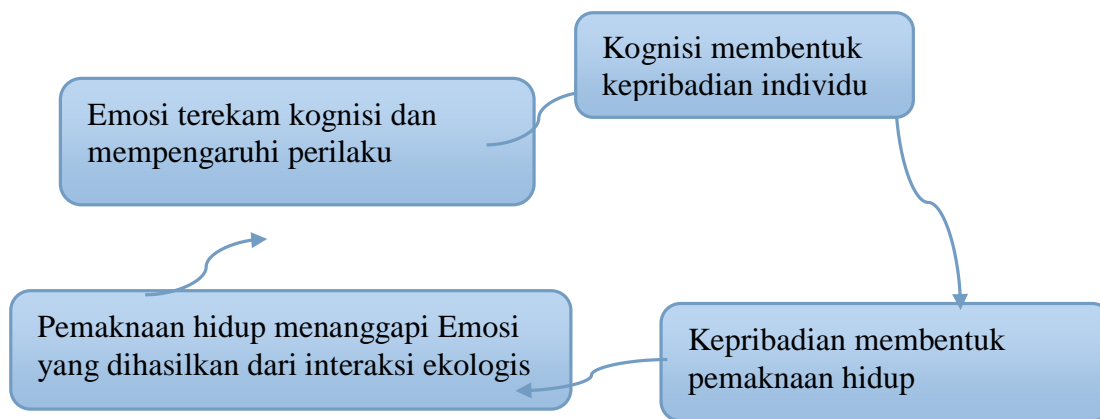 Kognisi membentuk
kepribadian individu
Emosi terekam kognisi dan
mempengaruhi perilaku
Pemaknaan hidup menanggapi Emosi
yang dihasilkan dari interaksi ekologis
Kepribadian membentuk
pemaknaan hidup